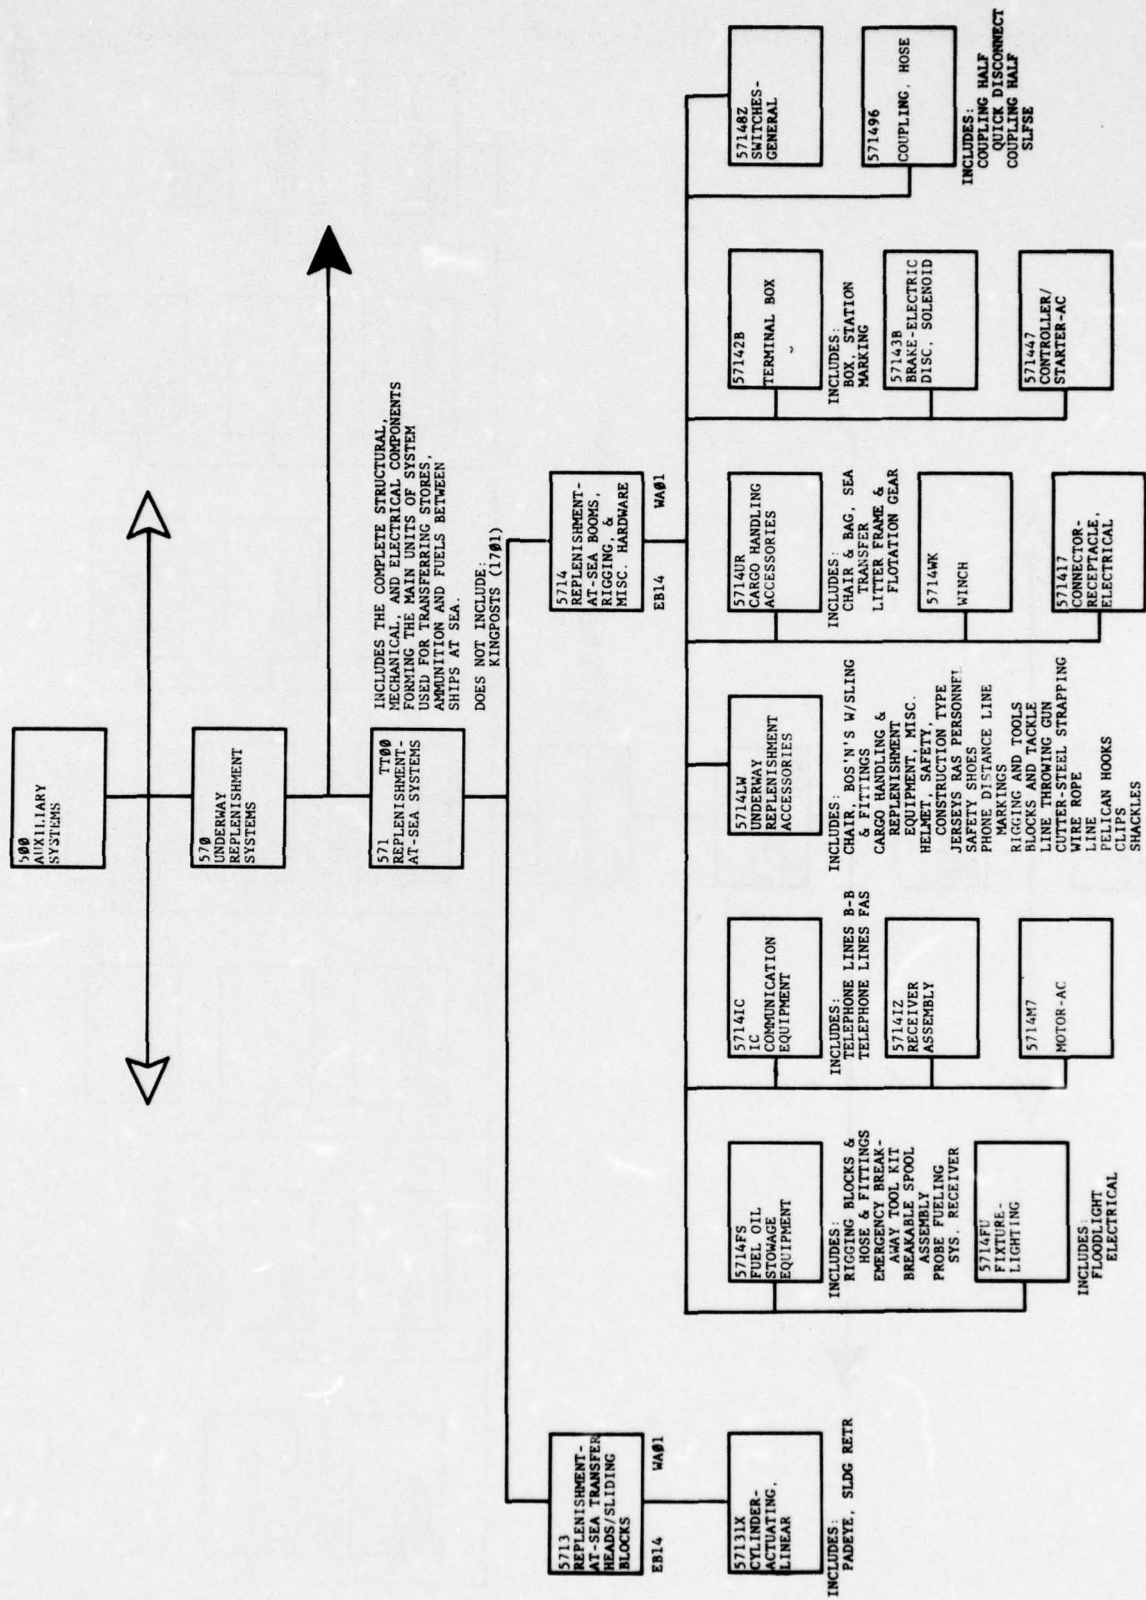 500
AUXILIARY
SYSTEMS
570
UNDERWAY
REPLENISHMENT
SYSTEMS
571 TT00
REPLENISHMENT-
AT-SEA SYSTEMS
INCLUDES THE COMPLETE STRUCTURAL,
MECHANICAL, AND ELECTRICAL COMPONENTS
FORMING THE MAIN UNITS OF SYSTEM
USED FOR TRANSFERRING STORES,
AMMUNITION AND FUELS BETWEEN
SHIPS AT SEA.
DOES NOT INCLUDE:
KINGPOSTS (17Ø1)
5713
REPLENISHMENT-
AT-SEA TRANSFER
HEADS/SLIDING
BLOCKS
EB14 WAØ1
57131X
CYLINDER-
ACTUATING,
LINEAR
INCLUDES:
PADEYE, SLDG RETR
5714
REPLENISHMENT-
AT-SEA BOOMS,
RIGGING, &
MISC. HARDWARE
EB14 WAØ1
5714FS
FUEL OIL
STOWAGE
EQUIPMENT
INCLUDES:
RIGGING BLOCKS &
HOSE & FITTINGS
EMERGENCY BREAK-
AWAY TOOL KIT
BREAKABLE SPOOL
ASSEMBLY
PROBE FUELING
SYS. RECEIVER
5714FU
FIXTURE-
LIGHTING
INCLUDES:
FLOODLIGHT
ELECTRICAL
5714IC
IC
COMMUNICATION
EQUIPMENT
INCLUDES:
TELEPHONE LINES B-B
TELEPHONE LINES FAS
5714IZ
RECEIVER
ASSEMBLY
5714M7
MOTOR-AC
5714LW
UNDERWAY
REPLENISHMENT
ACCESSORIES
INCLUDES:
CHAIR, BOS'N'S W/SLING
& FITTINGS
CARGO HANDLING &
REPLENISHMENT
EQUIPMENT, MISC.
HELMET, SAFETY,
CONSTRUCTION TYPE
JERSEYS RAS PERSONNEL
SAFETY SHOES
PHONE DISTANCE LINE
MARKINGS
RIGGING AND TOOLS
BLOCKS AND TACKLE
LINE THROWING GUN
CUTTER-STEEL STRAPPING
WIRE ROPE
LINE
PELICAN HOOKS
CLIPS
SHACKLES
5714UR
CARGO HANDLING
ACCESSORIES
INCLUDES:
CHAIR & BAG, SEA
TRANSFER
LITTER FRAME &
FLOTATION GEAR
5714WK
WINCH
571417
CONNECTOR-
RECEPTACLE,
ELECTRICAL
57142B
TERMINAL BOX
INCLUDES:
BOX, STATION
MARKING
57143B
BRAKE-ELECTRIC
DISC, SOLENOID
571447
CONTROLLER/
STARTER-AC
57148Z
SWITCHES-
GENERAL
571496
COUPLING, HOSE
INCLUDES:
COUPLING HALF
QUICK DISCONNECT
COUPLING HALF
SLFSE